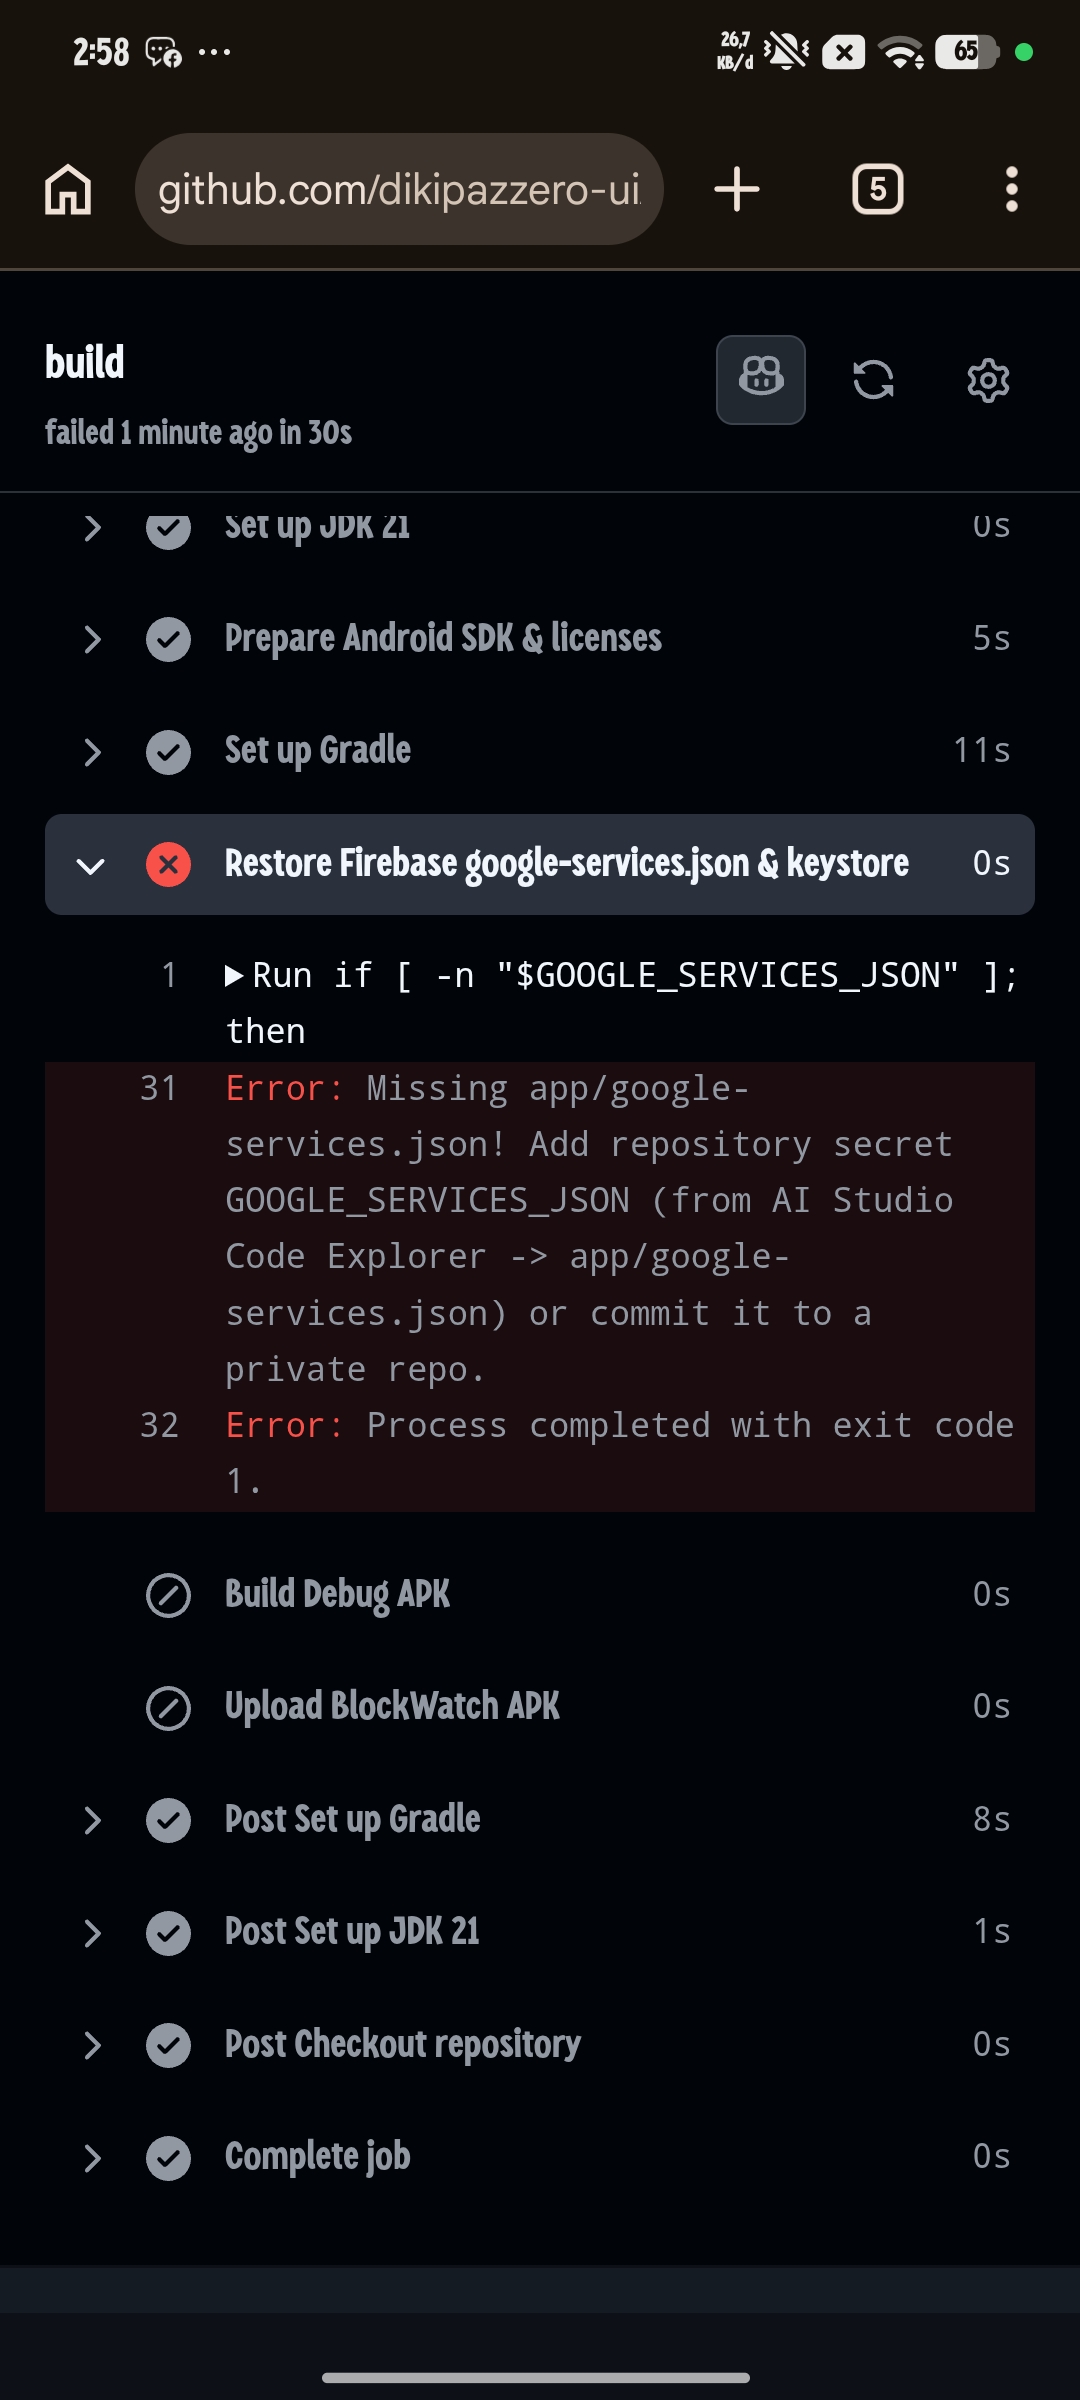 2:58
26,7
KB/d
65
github.com/dikipazzero-ui
5
build
failed 1 minute ago in 30s
Set up JDK 21 0s
Prepare Android SDK & licenses 5s
Set up Gradle 11s
Restore Firebase google-services.json & keystore 0s
1 Run if [ -n "$GOOGLE_SERVICES_JSON" ];
then
31 Error: Missing app/google-
services.json! Add repository secret
GOOGLE_SERVICES_JSON (from AI Studio
Code Explorer -> app/google-
services.json) or commit it to a
private repo.
32 Error: Process completed with exit code
1.
Build Debug APK 0s
Upload BlockWatch APK 0s
Post Set up Gradle 8s
Post Set up JDK 21 1s
Post Checkout repository 0s
Complete job 0s